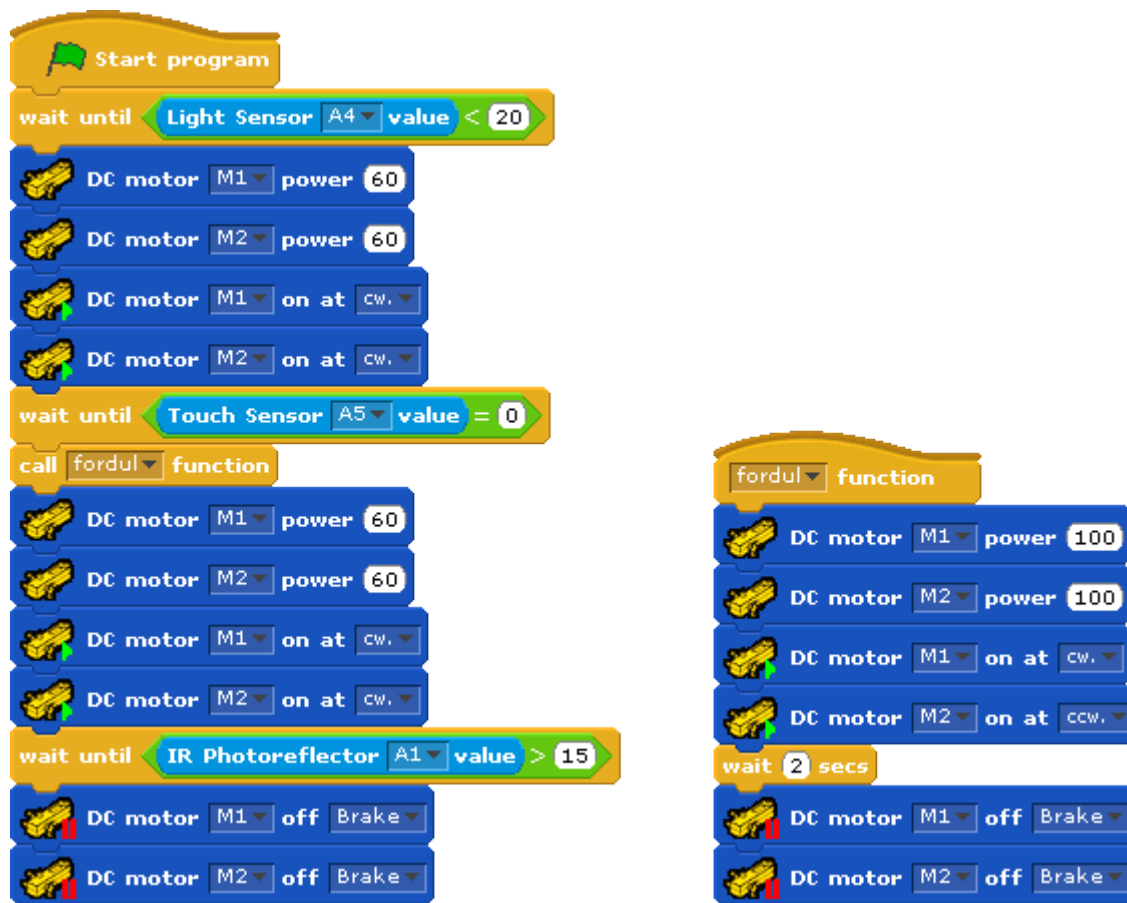 Start program
wait until Light Sensor A4 value < 20
DC motor M1 power 60
DC motor M2 power 60
DC motor M1 on at cw.
DC motor M2 on at cw.
wait until Touch Sensor A5 value = 0
call fordul function
DC motor M1 power 60
DC motor M2 power 60
DC motor M1 on at cw.
DC motor M2 on at cw.
wait until IR Photoreflector A1 value > 15
DC motor M1 off Brake
DC motor M2 off Brake
fordul function
DC motor M1 power 100
DC motor M2 power 100
DC motor M1 on at cw.
DC motor M2 on at ccw.
wait 2 secs
DC motor M1 off Brake
DC motor M2 off Brake